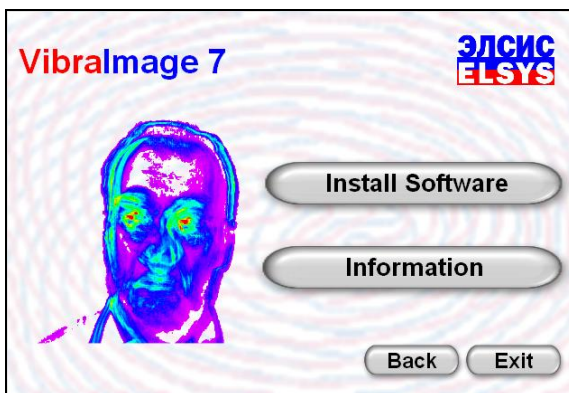 VibraImage 7
ЭЛСИС
ELSYS
Install Software
Information
Back
Exit